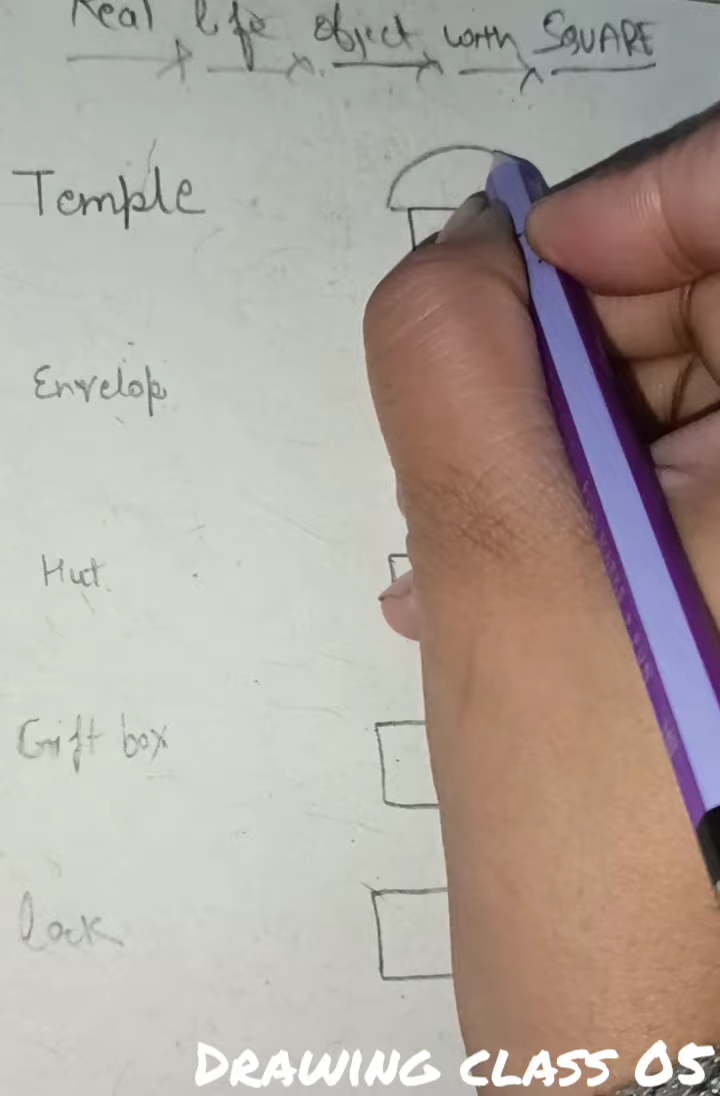 Real life object with SQUARE
Temple
Envelop
Hut
Gift box
lock
DRAWING CLASS 05